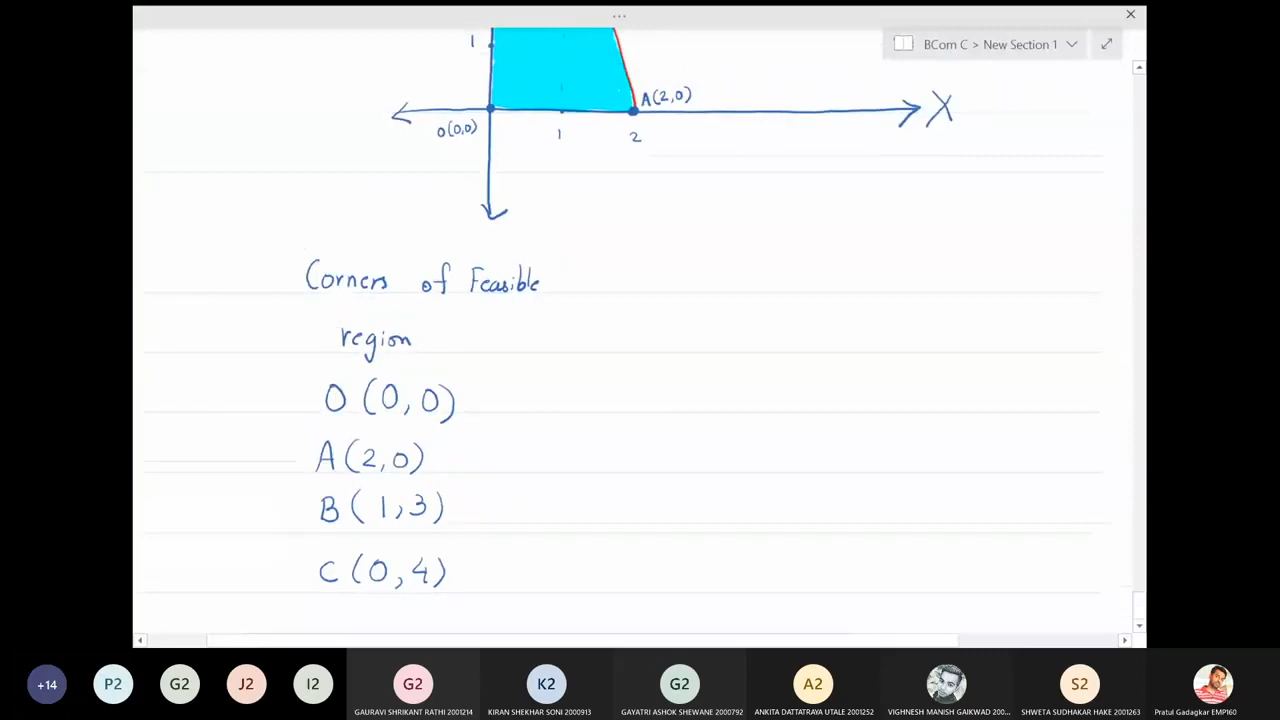 ...
BCom C > New Section 1
1
A(2,0)
X
O(0,0)
1
2
Corners of Feasible
region
O (0,0)
A(2,0)
B(1,3)
C(0,4)
+14
P2
G2
J2
I2
G2
K2
G2
A2
S2
GAURAVI SHRIKANT RATHI 2001214
KIRAN SHEKHAR SONI 2000913
GAYATRI ASHOK SHEWANE 2000792
ANKITA DATTATRAYA UTALE 2001252
VIGHNESH MANISH GAIKWAD 200...
SHWETA SUDHAKAR HAKE 2001263
Pratul Gadagkar EMP160